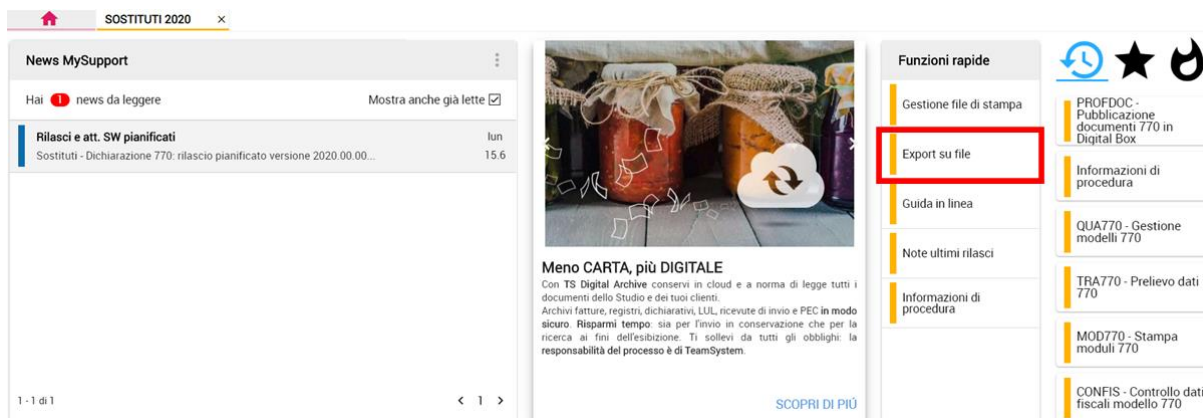 SOSTITUTI 2020 ×
News MySupport
Hai 1 news da leggere
Mostra anche già lette
Rilasci e att. SW pianificati
lun
Sostituti - Dichiarazione 770: rilascio pianificato versione 2020.00.00...
15.6
1 - 1 di 1
< 1 >
Meno CARTA, più DIGITALE
Con TS Digital Archive conservi in cloud e a norma di legge tutti i
documenti dello Studio e dei tuoi clienti.
Archivi fatture, registri, dichiarativi, LUL, ricevute di invio e PEC in modo
sicuro. Risparmi tempo: sia per l'invio in conservazione che per la
ricerca ai fini dell'esibizione. Ti sollevi da tutti gli obblighi: la
responsabilità del processo è di TeamSystem.
SCOPRI DI PIÚ
Funzioni rapide
Gestione file di stampa
Export su file
Guida in linea
Note ultimi rilasci
Informazioni di
procedura
PROFDOC -
Pubblicazione
documenti 770 in
Digital Box
Informazioni di
procedura
QUA770 - Gestione
modelli 770
TRA770 - Prelievo dati
770
MOD770 - Stampa
moduli 770
CONFIS - Controllo dati
fiscali modello 770